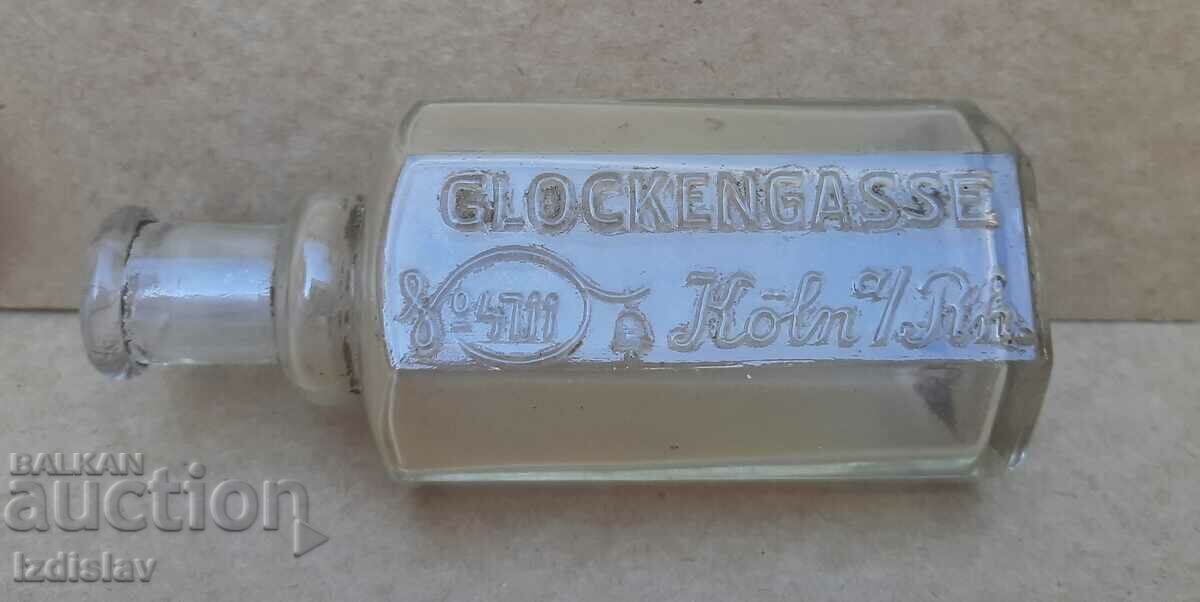 GLOCKENGASSE
No 4711 Köln a/Rh.
BALKAN
auction
Izdislav